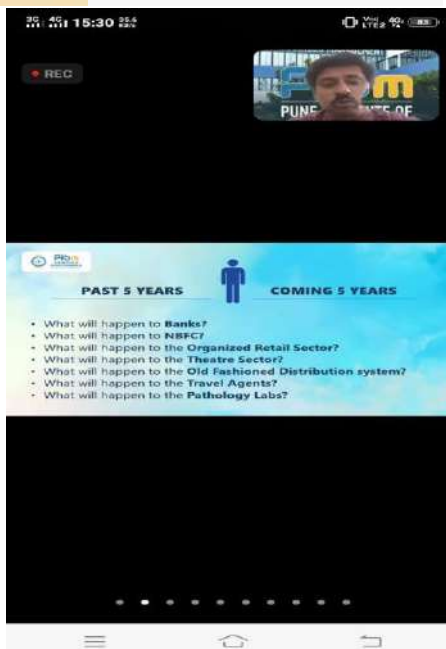 3G 4G 15:30
REC
PUNE
Pibm
PAST 5 YEARS
COMING 5 YEARS
• What will happen to Banks?
• What will happen to NBFC?
• What will happen to the Organized Retail Sector?
• What will happen to the Theatre Sector?
• What will happen to the Old Fashioned Distribution system?
• What will happen to the Travel Agents?
• What will happen to the Pathology Labs?